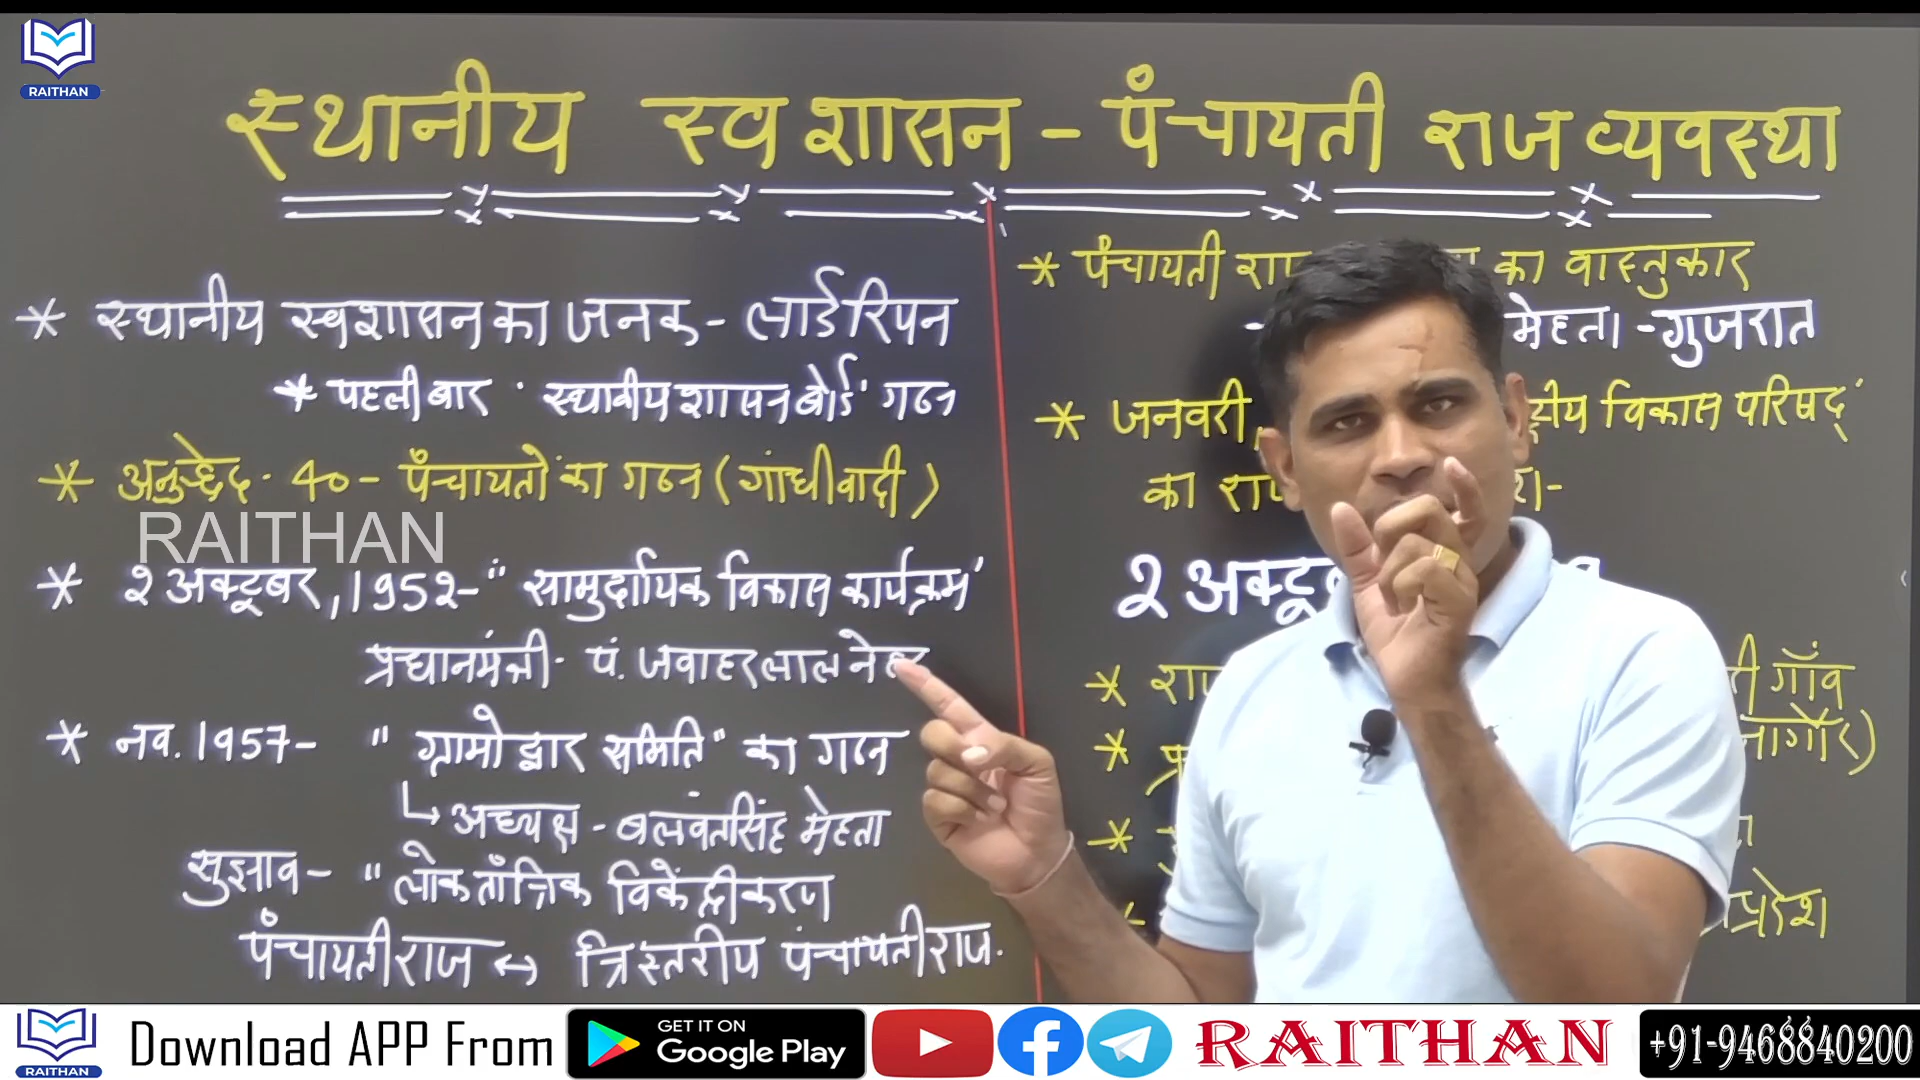 RAITHAN
स्थानीय स्वशासन - पंचायती राज व्यवस्था
* स्थानीय स्वशासन का जनक - लार्ड रिपन
* पहली बार 'स्थानीय शासन बोर्ड' गठन
* अनुच्छेद - 40 - पंचायतों का गठन (गांधीवादी)
RAITHAN
* 2 अक्टूबर, 1952 - "सामुदायिक विकास कार्यक्रम'
प्रधानमंत्री - पं. जवाहरलाल नेहरू
* नव. 1957 - "ग्रामोद्वार समिति" का गठन
↳ अध्यक्ष - बलवंतसिंह मेहता
सुझाव - "लोकताँत्रिक विकेंद्रीकरण
पंचायतीराज ↔ त्रिस्तरीय पंचायतीराज.
* पंचायती का वास्तुकार
- मेहता - गुजरात
* जनवरी, विकास परिषद्'
का
2
*
गाँव
*
*
*
Download APP From
GET IT ON
Google Play
RAITHAN
+91-9468840200
RAITHAN